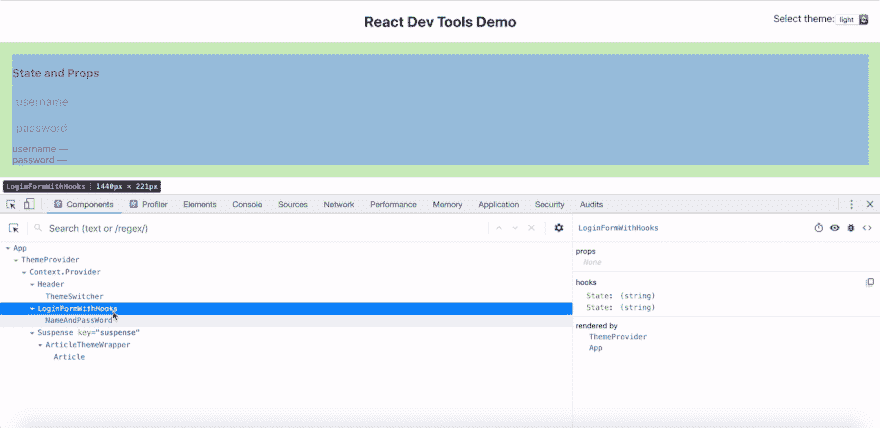 React Dev Tools Demo
Select theme: light
State and Props
username
password
username —
password —
LoginFormWithHooks | 1440px × 221px
Components Profiler Elements Console Sources Network Performance Memory Application Security Audits
Search (text or /regex/)
App
ThemeProvider
Context.Provider
Header
ThemeSwitcher
LoginFormWithHooks
NameAndPassWord
Suspense key="suspense"
ArticleThemeWrapper
Article
LoginFormWithHooks
props
None
hooks
State: (string)
State: (string)
rendered by
ThemeProvider
App